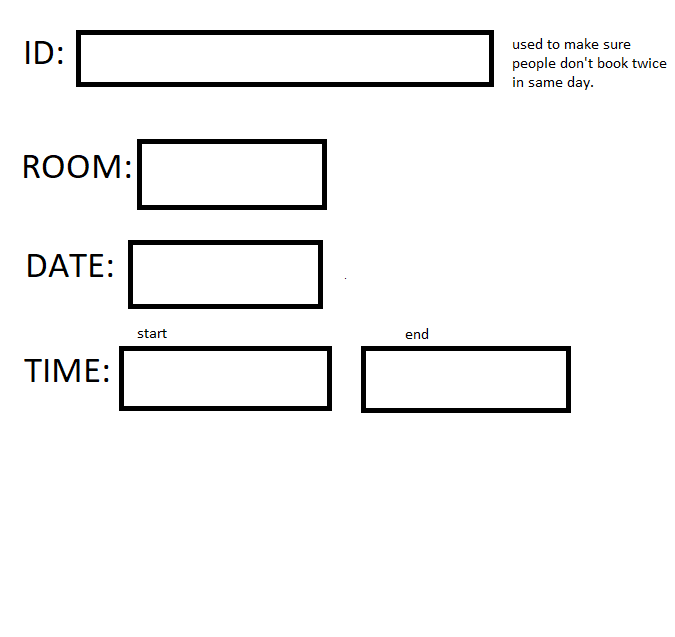 ID:
used to make sure
people don't book twice
in same day.
ROOM:
DATE:
start
end
TIME: